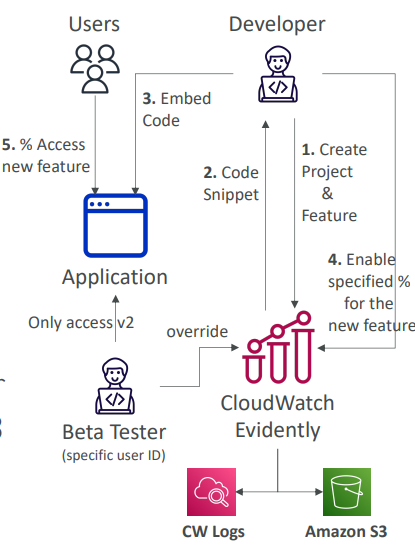 Users
Developer
3. Embed
Code
5. % Access
new feature
2. Code
Snippet
1. Create
Project
&
Feature
4. Enable
specified %
for the
new feature
Application
Only access v2
override
Beta Tester
(specific user ID)
CloudWatch
Evidently
CW Logs
Amazon S3